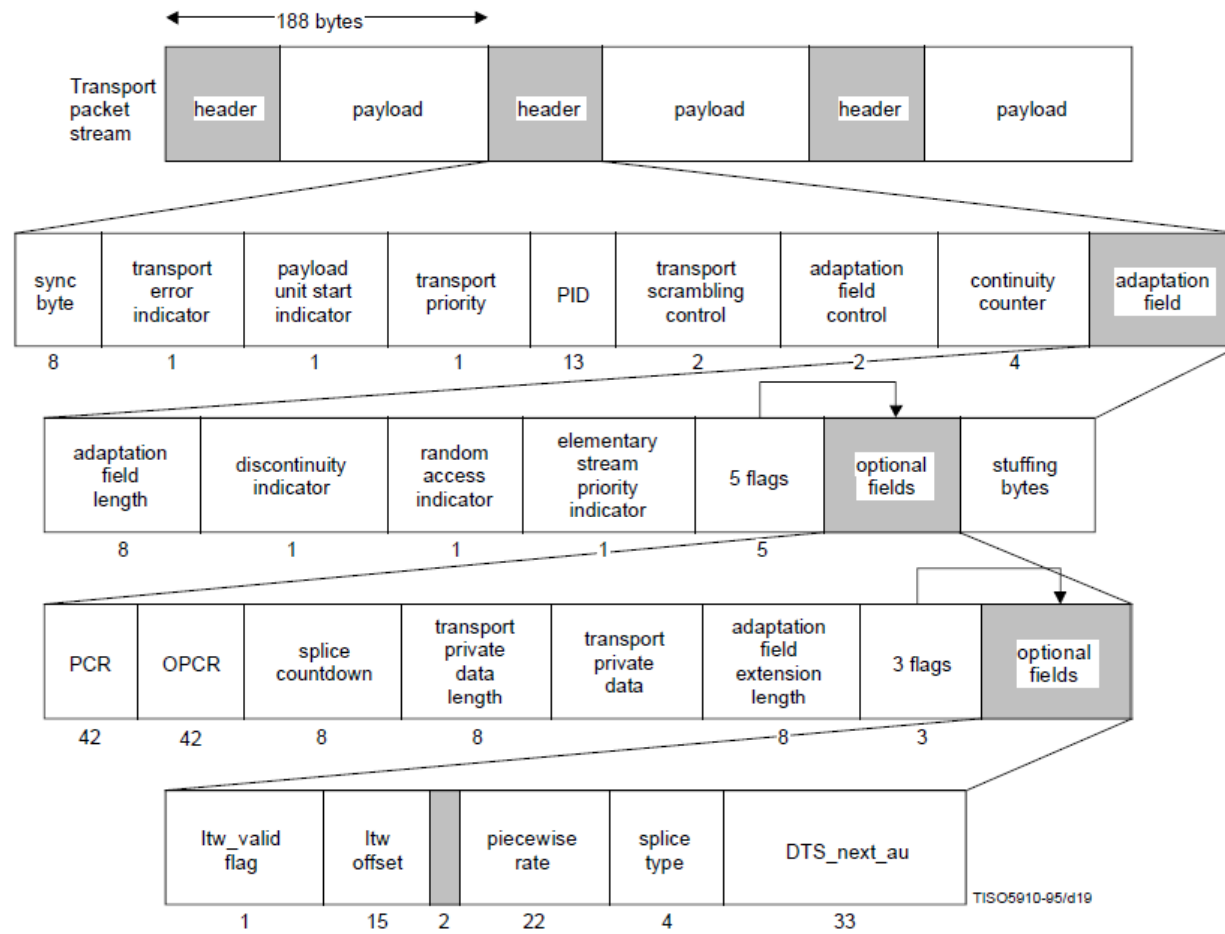 188 bytes
Transport
packet
stream
header
payload
header
payload
header
payload
sync
byte
transport
error
indicator
payload
unit start
indicator
transport
priority
PID
transport
scrambling
control
adaptation
field
control
continuity
counter
adaptation
field
8
1
1
1
13
2
2
4
adaptation
field
length
discontinuity
indicator
random
access
indicator
elementary
stream
priority
indicator
5 flags
optional
fields
stuffing
bytes
8
1
1
1
5
PCR
OPCR
splice
countdown
transport
private
data
length
transport
private
data
adaptation
field
extension
length
3 flags
optional
fields
42
42
8
8
8
3
ltw_valid
flag
ltw
offset
piecewise
rate
splice
type
DTS_next_au
1
15
2
22
4
33
TISO5910-95/d19